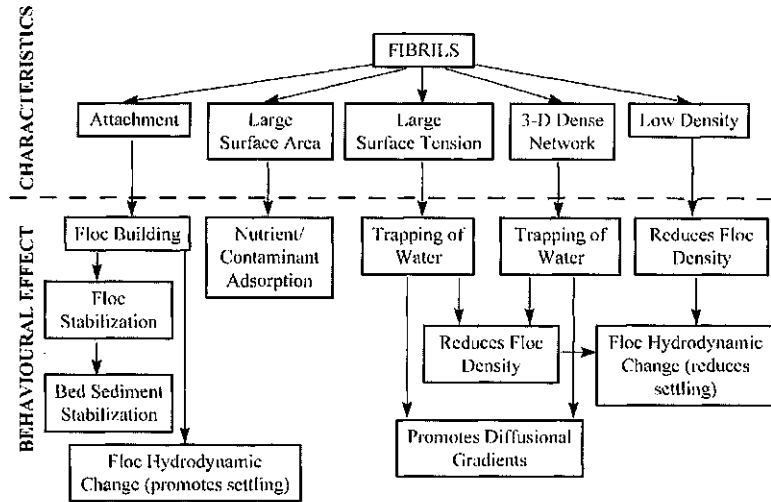 CHARACTERISTICS
FIBRILS
Attachment
Large
Surface Area
Large
Surface Tension
3-D Dense
Network
Low Density
BEHAVIOURAL EFFECT
Floc Building
Nutrient/
Contaminant
Adsorption
Trapping of
Water
Trapping of
Water
Reduces Floc
Density
Floc
Stabilization
Reduces Floc
Density
Floc Hydrodynamic
Change (reduces
settling)
Bed Sediment
Stabilization
Promotes Diffusional
Gradients
Floc Hydrodynamic
Change (promotes settling)